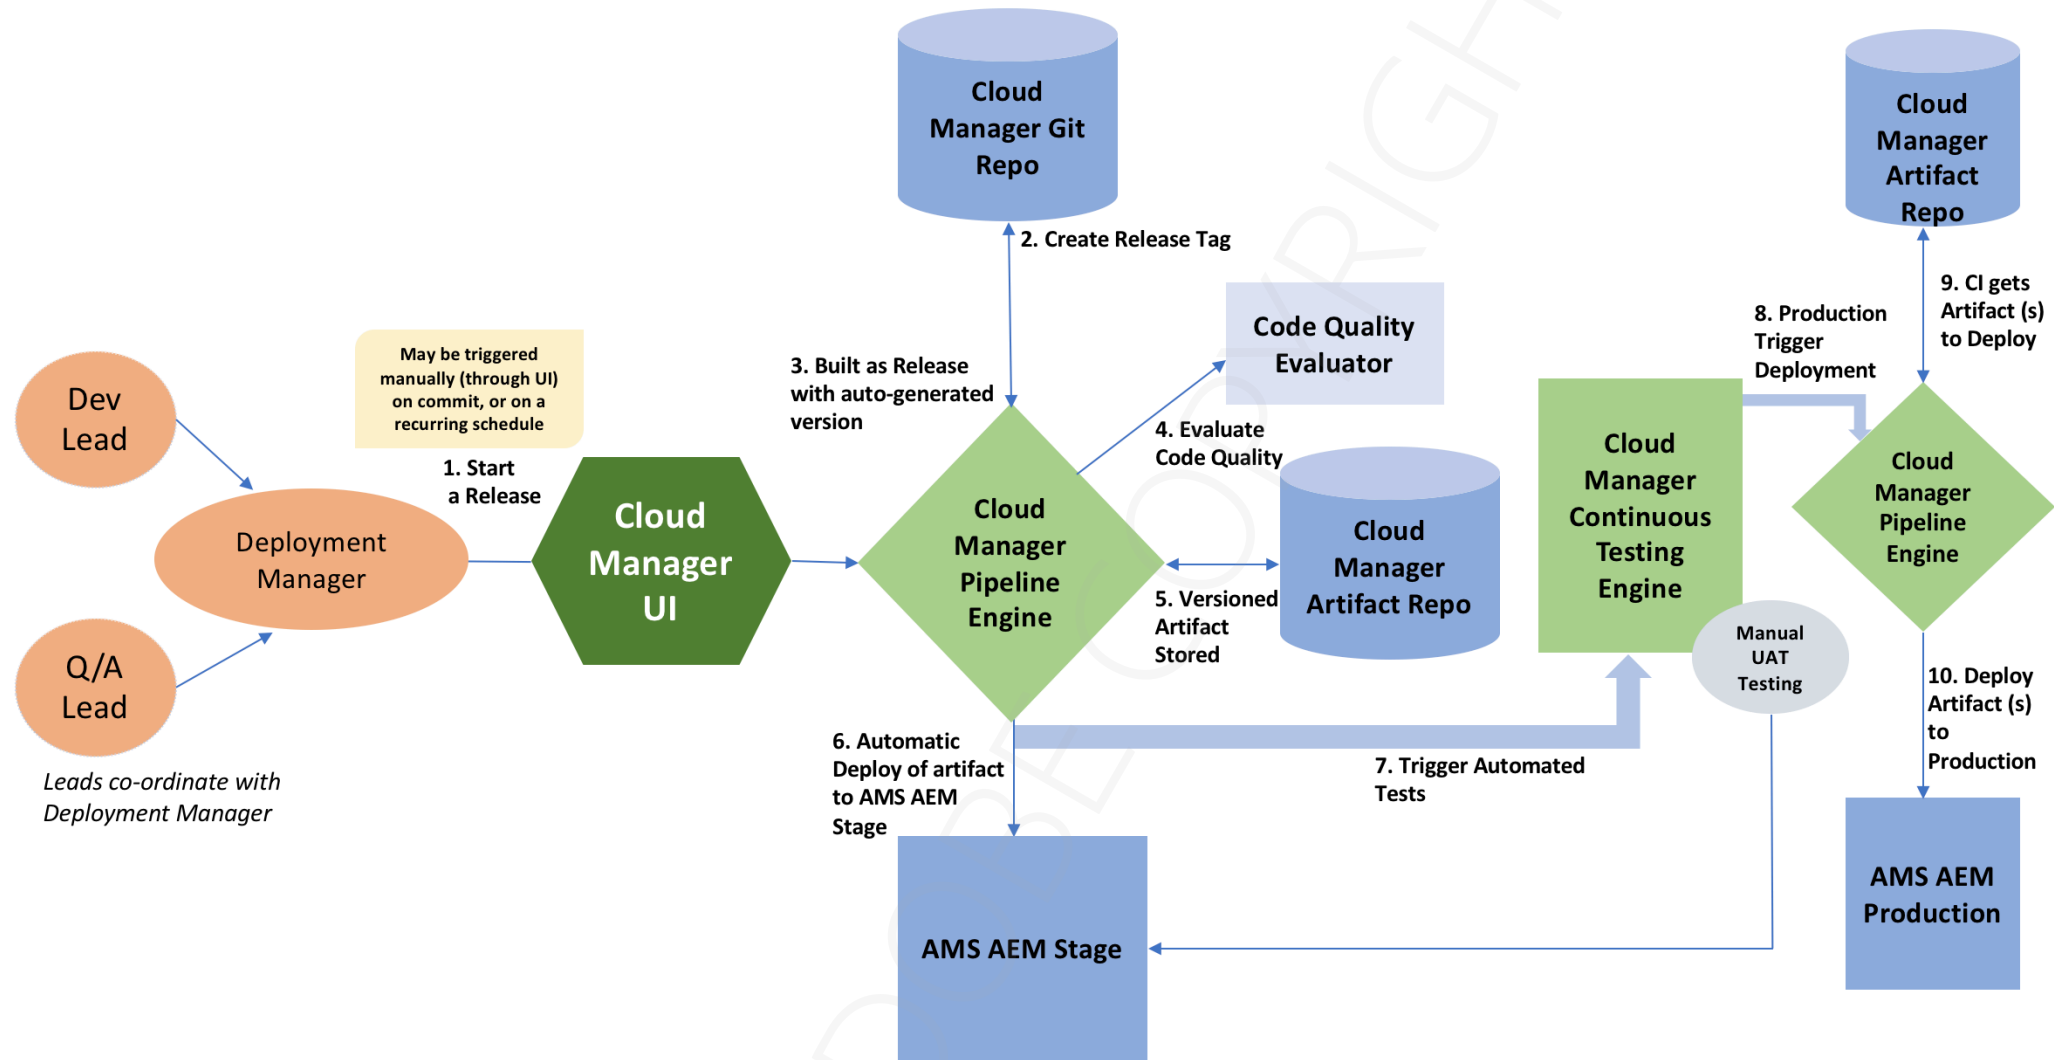 Cloud
Manager Git
Repo
Cloud
Manager
Artifact
Repo
2. Create Release Tag
9. CI gets
Artifact (s)
to Deploy
8. Production
Trigger
Deployment
Code Quality
Evaluator
May be triggered
manually (through UI)
on commit, or on a
recurring schedule
3. Built as Release
with auto-generated
version
Dev
Lead
4. Evaluate
Code Quality
1. Start
a Release
Cloud
Manager
Continuous
Testing
Engine
Cloud
Manager
Pipeline
Engine
Cloud
Manager
UI
Cloud
Manager
Pipeline
Engine
Cloud
Manager
Artifact Repo
Deployment
Manager
5. Versioned
Artifact
Stored
Manual
UAT
Testing
Q/A
Lead
10. Deploy
Artifact (s)
to
Production
6. Automatic
Deploy of artifact
to AMS AEM
Stage
7. Trigger Automated
Tests
Leads co-ordinate with
Deployment Manager
AMS AEM
Production
AMS AEM Stage
DOBE COPYRIGH